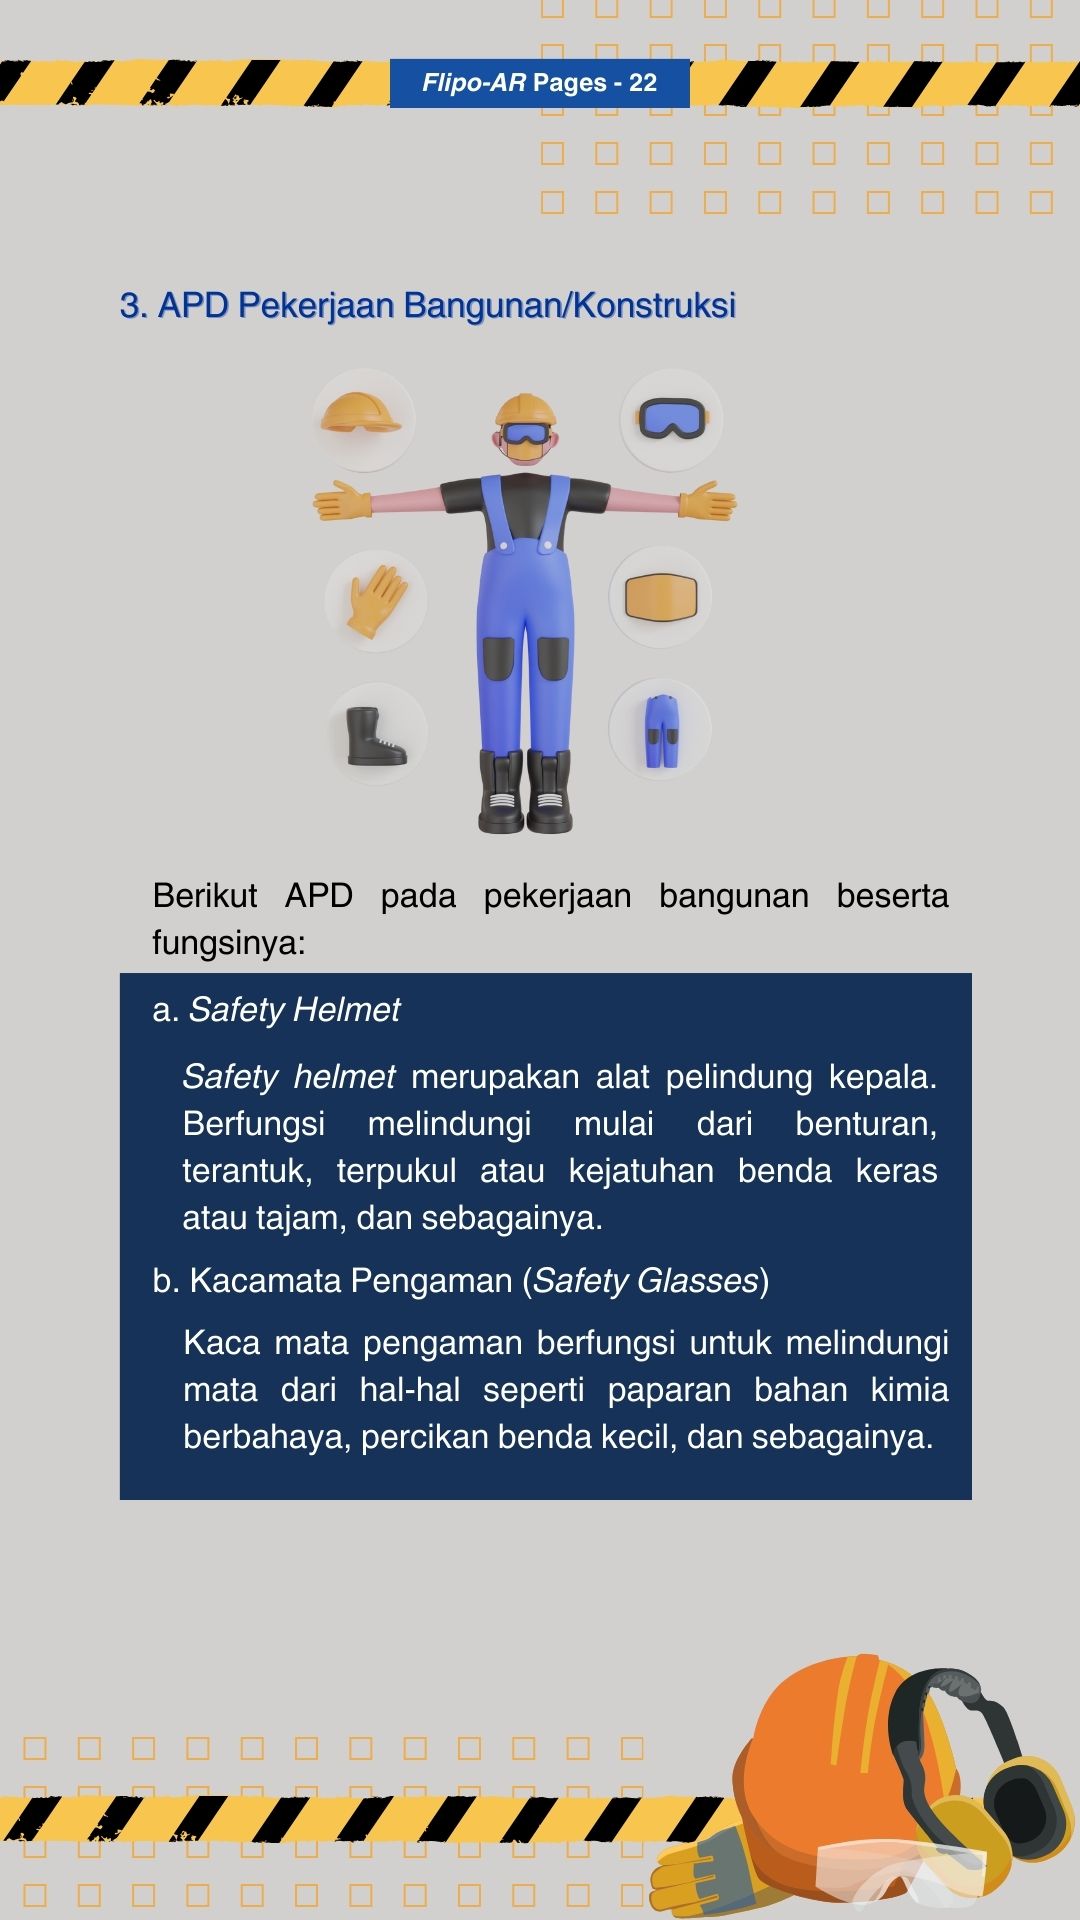 Flipo-AR Pages - 22
3. APD Pekerjaan Bangunan/Konstruksi
Berikut APD pada pekerjaan bangunan beserta
fungsinya:
a. Safety Helmet
Safety helmet merupakan alat pelindung kepala.
Berfungsi melindungi mulai dari benturan,
terantuk, terpukul atau kejatuhan benda keras
atau tajam, dan sebagainya.
b. Kacamata Pengaman (Safety Glasses)
Kaca mata pengaman berfungsi untuk melindungi
mata dari hal-hal seperti paparan bahan kimia
berbahaya, percikan benda kecil, dan sebagainya.